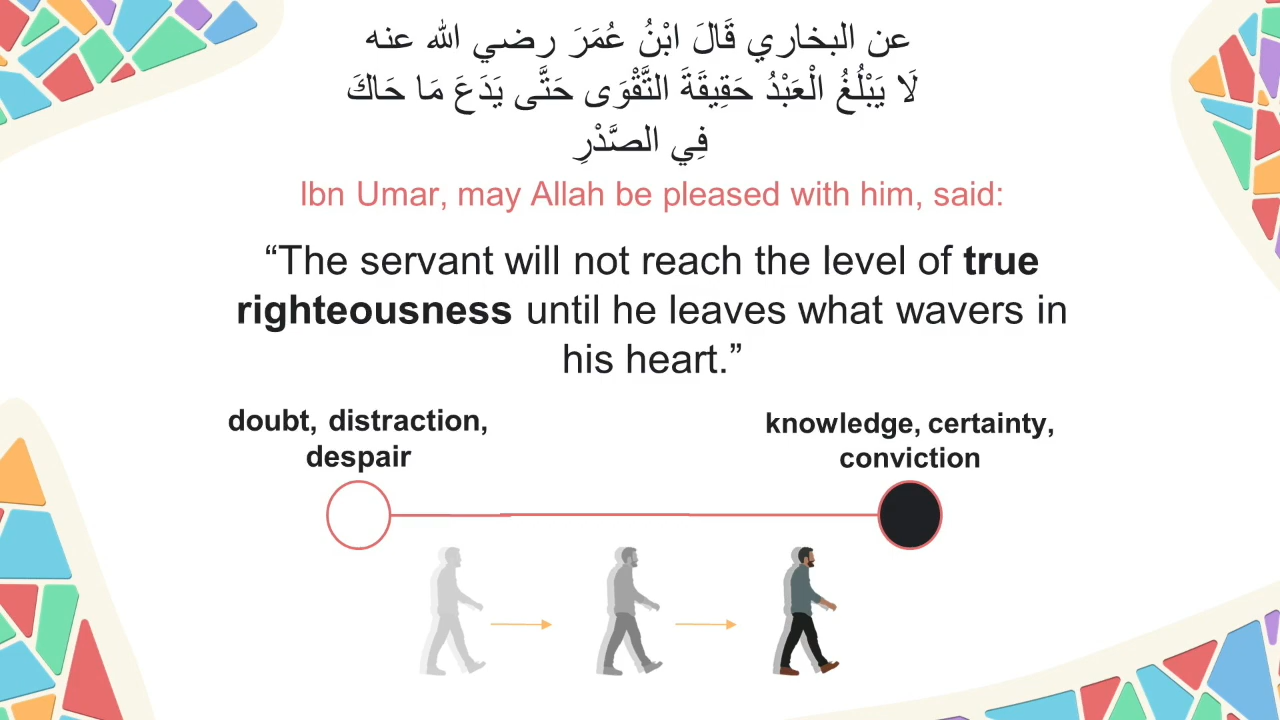 عن البخاري قَالَ ابْنُ عُمَرَ رضي الله عنه
لَا يَبْلُغُ الْعَبْدُ حَقِيقَةَ التَّقْوَى حَتَّى يَدَعَ مَا حَاكَ
فِي الصَّدْرِ
Ibn Umar, may Allah be pleased with him, said:
“The servant will not reach the level of true
righteousness until he leaves what wavers in
his heart.”
doubt, distraction,
despair
knowledge, certainty,
conviction